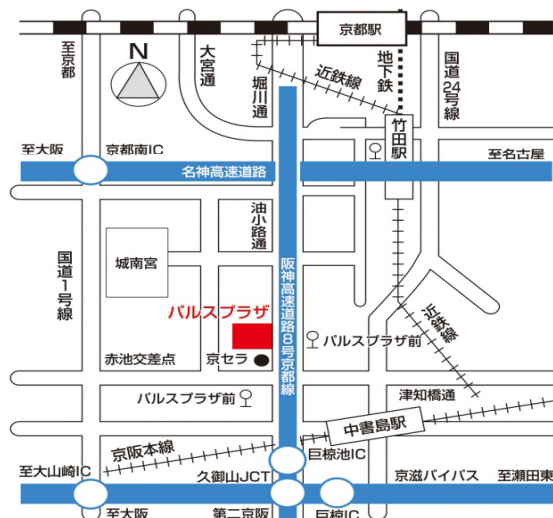 京都駅
至京都
N
大宮通
堀川通
近鉄線
地下鉄
国道24号線
竹田駅
至大阪
京都南IC
名神高速道路
至名古屋
油小路通
国道1号線
城南宮
阪神高速道路8号京都線
パルスプラザ
近鉄線
赤池交差点
京セラ
パルスプラザ前
パルスプラザ前
津知橋通
中書島駅
京阪本線
至大山崎IC
久御山JCT
巨椋池IC
京滋バイパス
至瀬田東
至大阪
第二京阪
巨椋IC